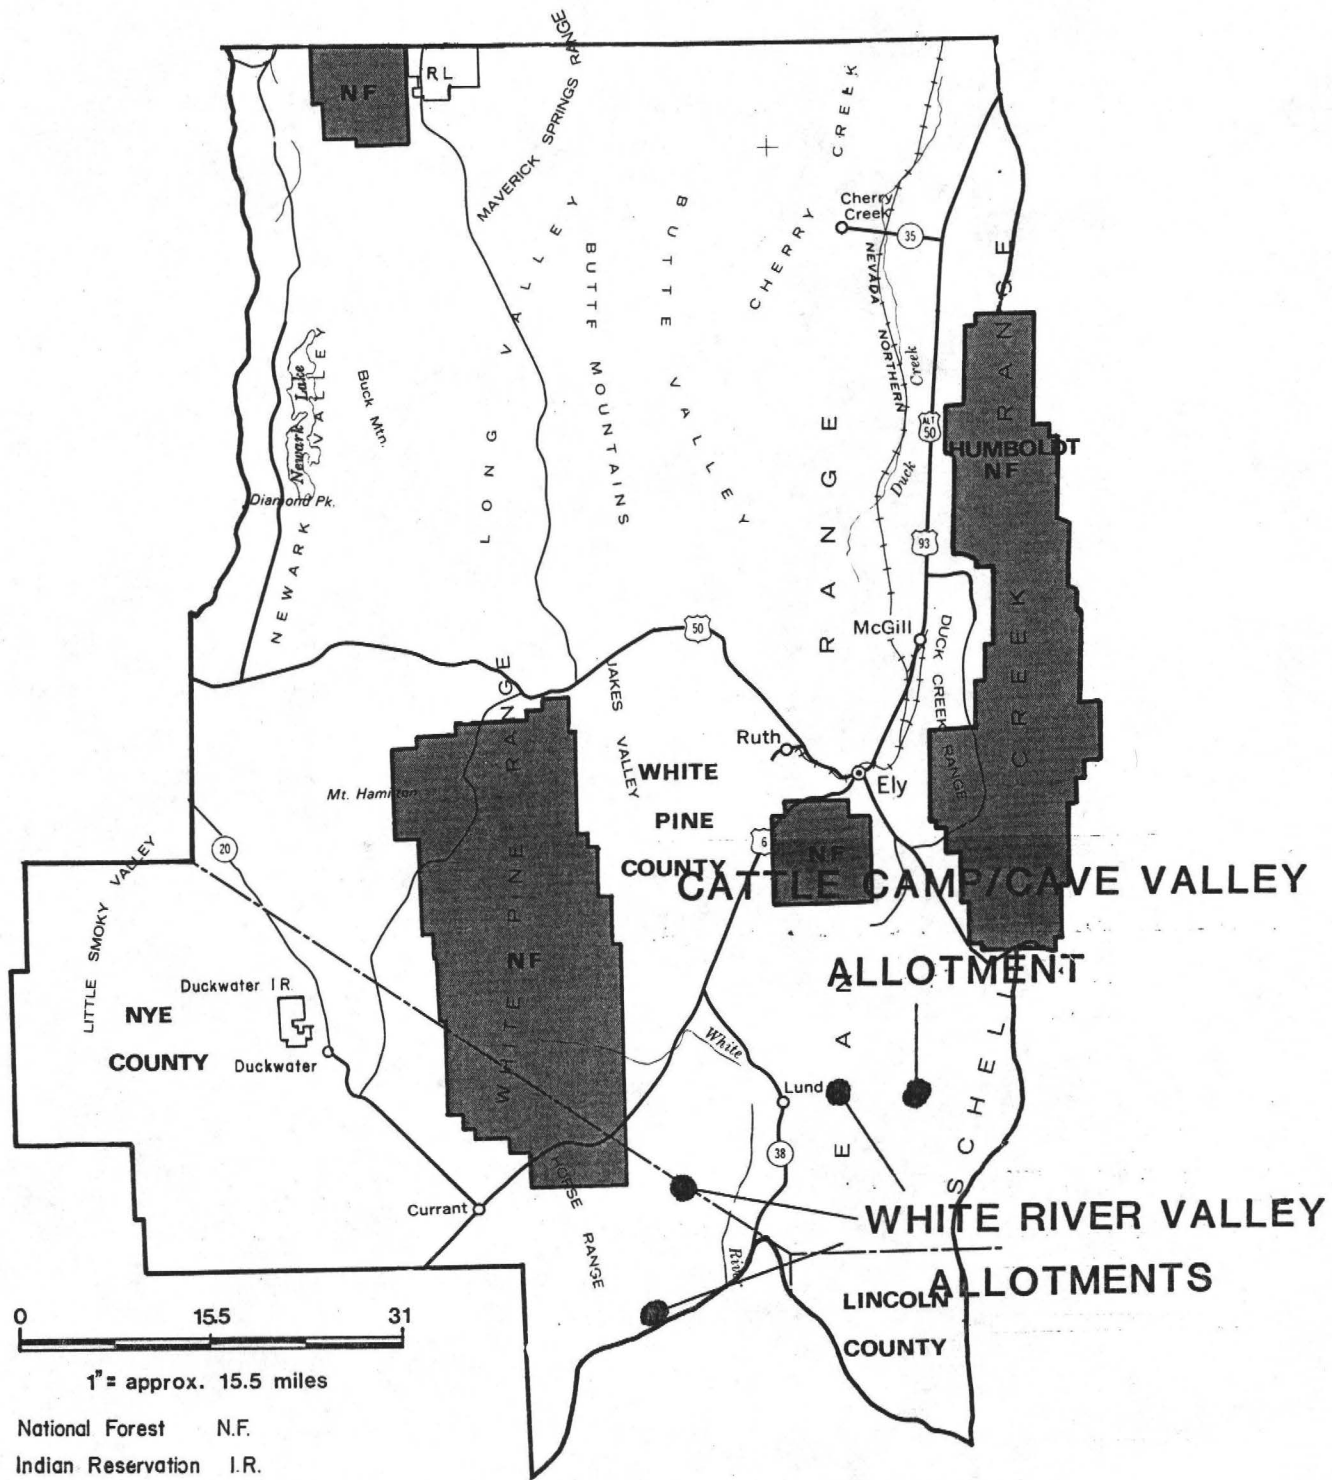 NF
RL
MAVERICK SPRINGS RANGE
CHERRY CREEK
RANGE
Cherry
Creek
35
NEVADA NORTHERN
LONG VALLEY
BUTTE MOUNTAINS
BUTTE VALLEY
Newark Lake
NEWARK VALLEY
Buck Mtn.
Diamond Pk.
Duck Creek
ALT
50
93
HUMBOLDT
NF
SCHELL CREEK RANGE
McGill
DUCK CREEK RANGE
50
JAKES VALLEY
Ruth
Ely
WHITE
PINE
COUNTY
6
NF
WHITE PINE RANGE
Mt. Hamilton
NF
20
LITTLE SMOKY VALLEY
CATTLE CAMP/CAVE VALLEY
ALLOTMENT
NYE
COUNTY
Duckwater I.R.
Duckwater
White
River
Lund
EGAN
38
Currant
HORSE RANGE
WHITE RIVER VALLEY
ALLOTMENTS
LINCOLN
COUNTY
0 15.5 31
1"= approx. 15.5 miles
National Forest N.F.
Indian Reservation I.R.